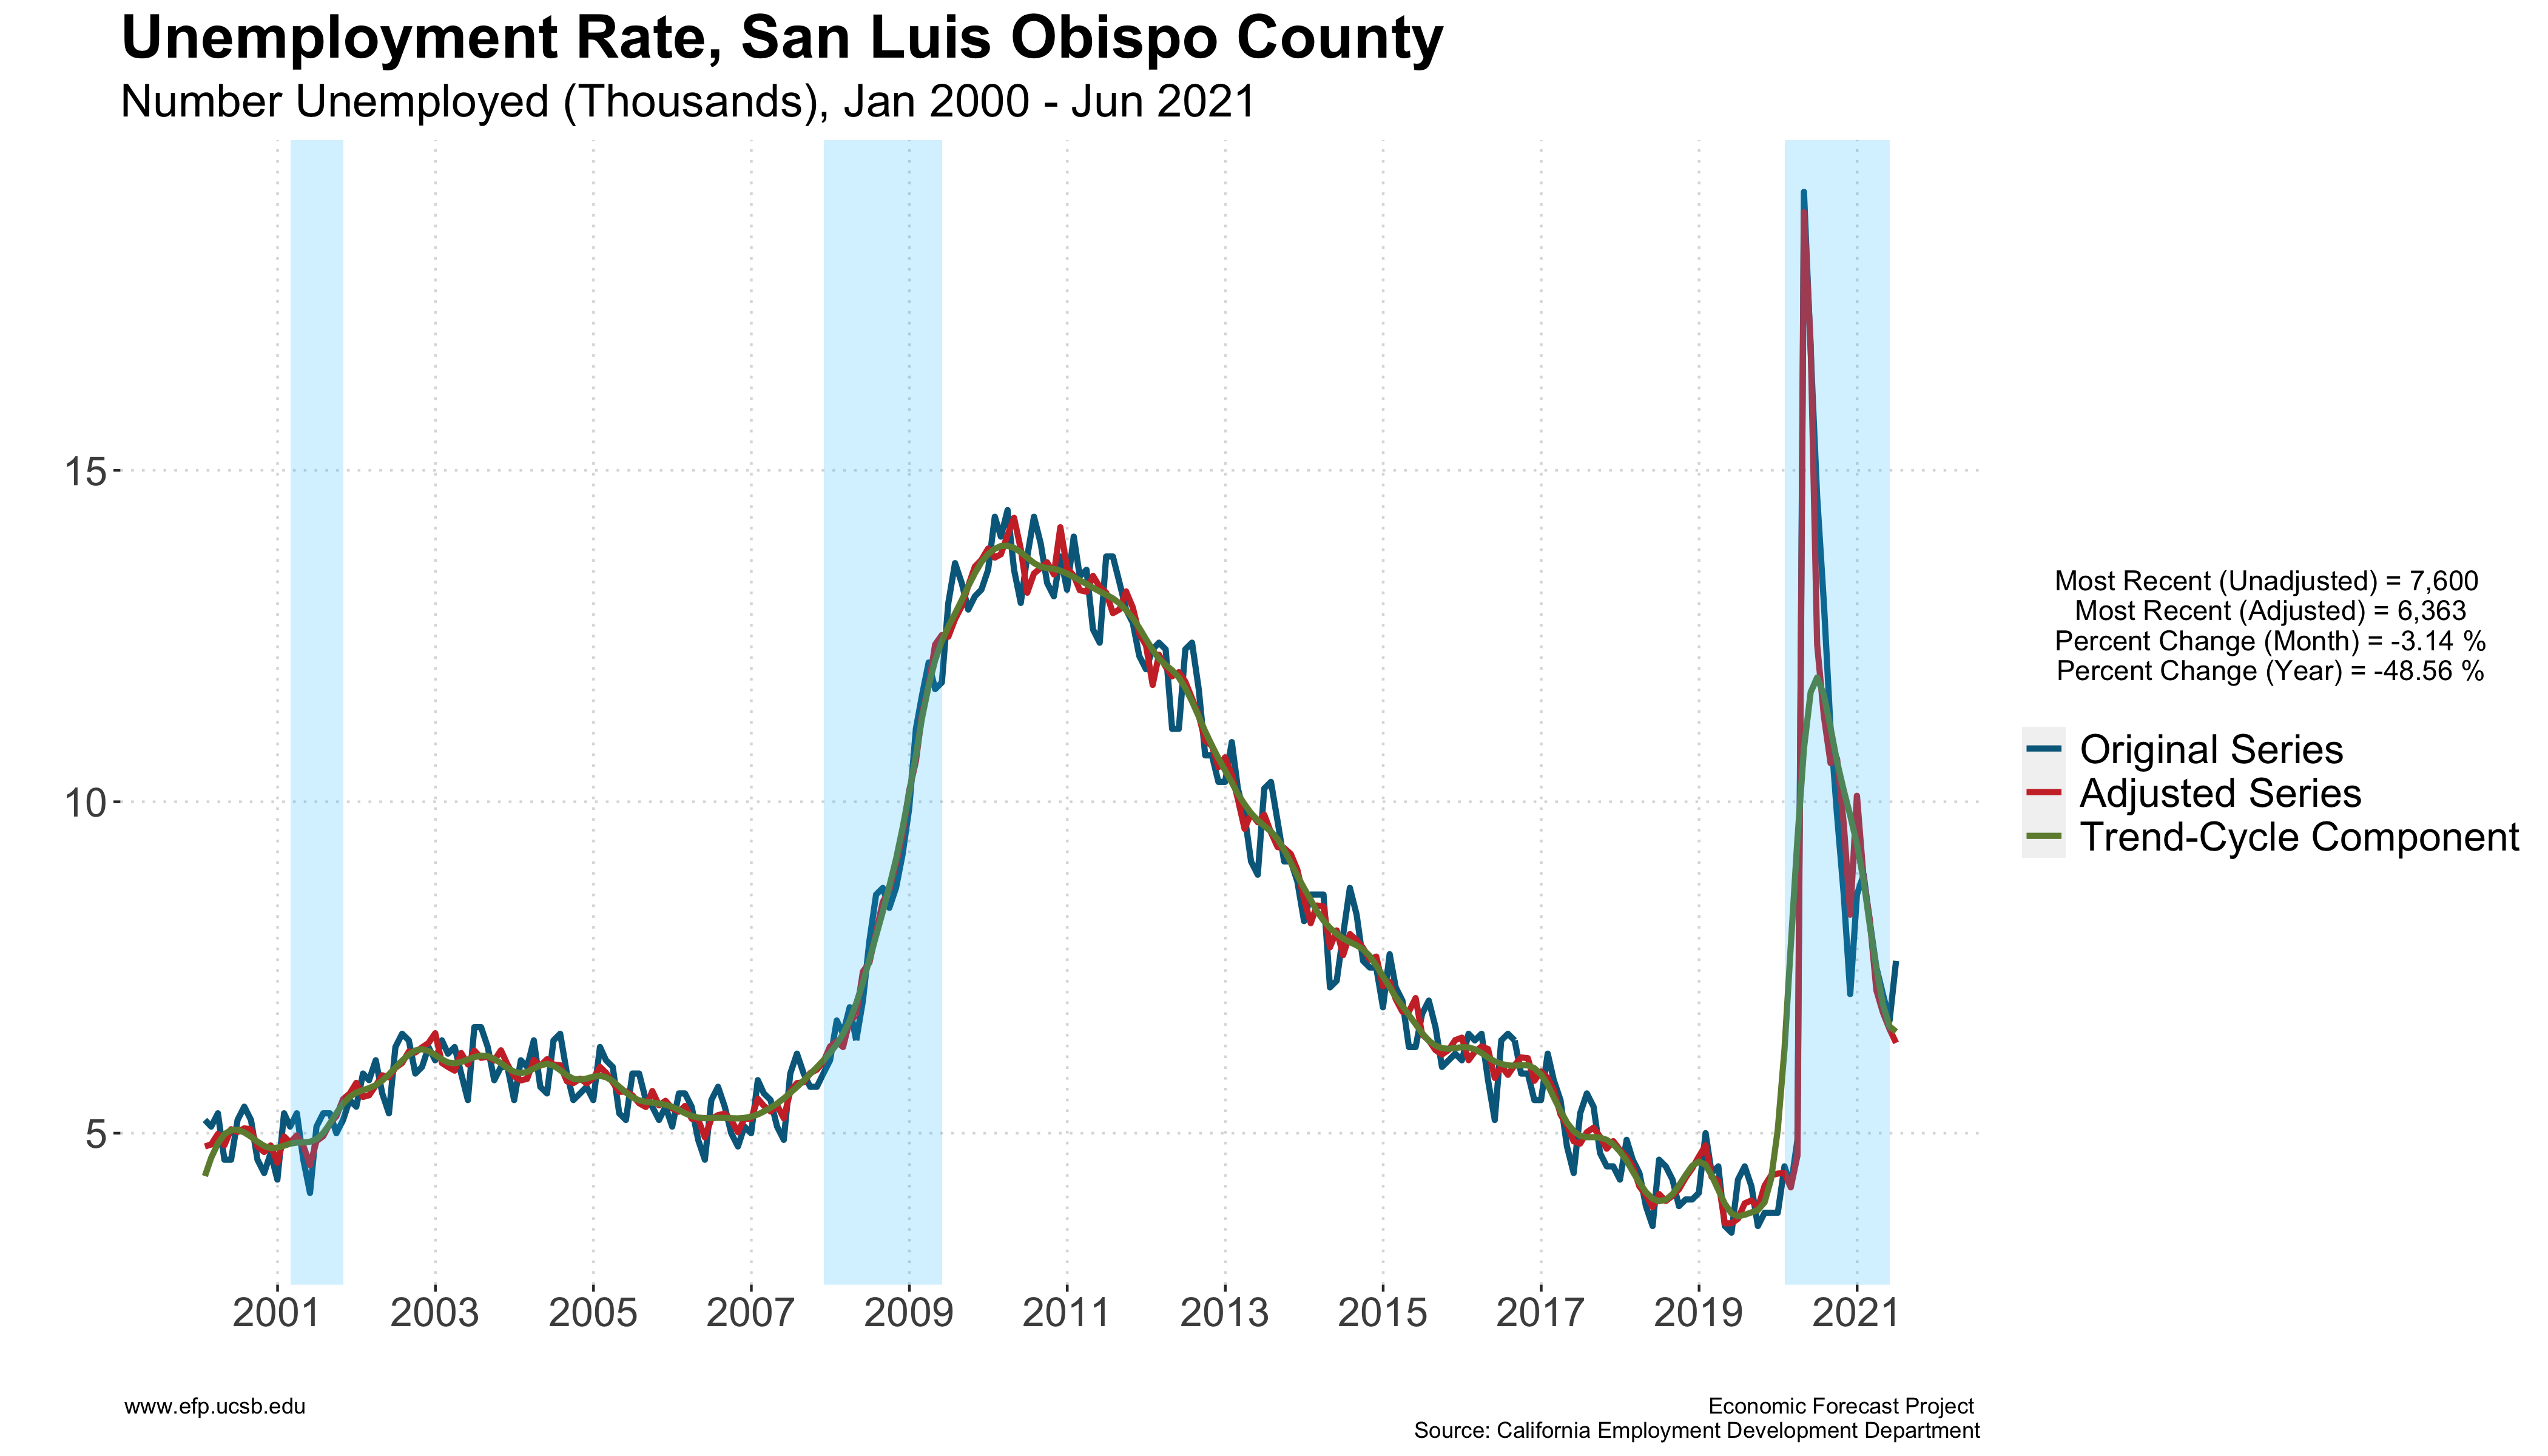 Unemployment Rate, San Luis Obispo County
Number Unemployed (Thousands), Jan 2000 - Jun 2021
15
10
5
2001 2003 2005 2007 2009 2011 2013 2015 2017 2019 2021
Most Recent (Unadjusted) = 7,600
Most Recent (Adjusted) = 6,363
Percent Change (Month) = -3.14 %
Percent Change (Year) = -48.56 %
Original Series
Adjusted Series
Trend-Cycle Component
www.efp.ucsb.edu
Economic Forecast Project
Source: California Employment Development Department